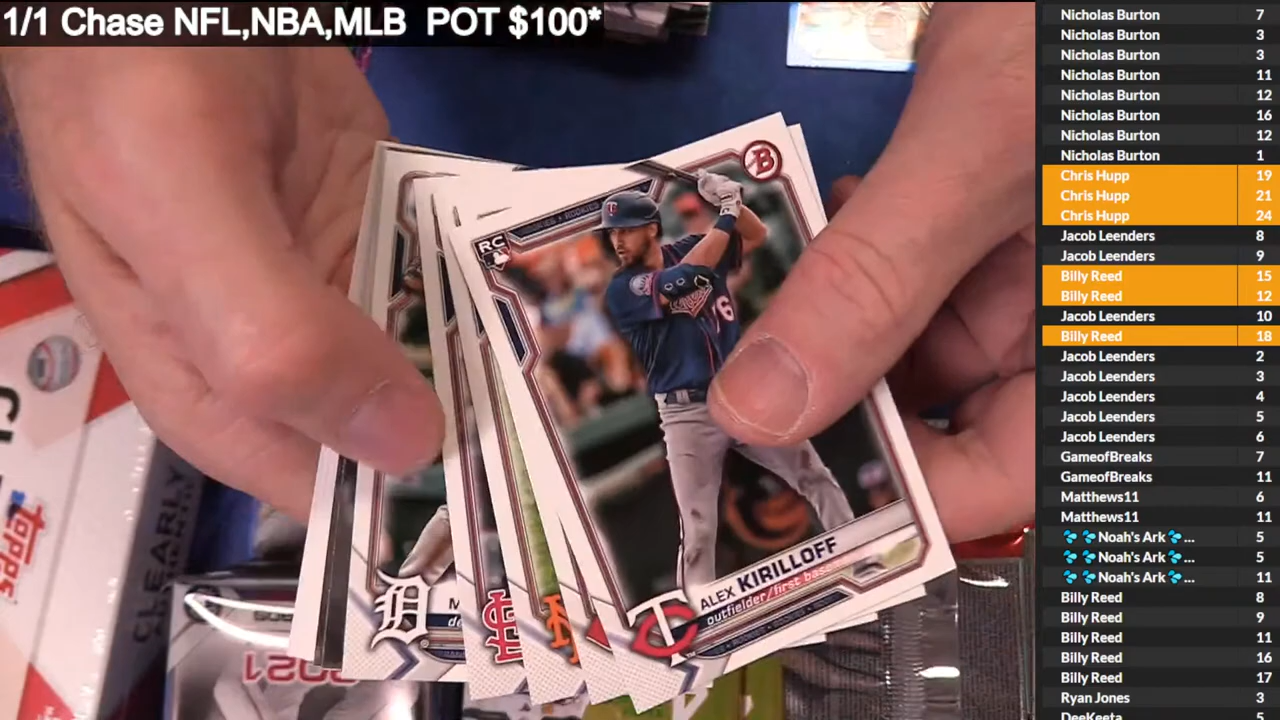 1/1 Chase NFL,NBA,MLB POT $100*
Nicholas Burton 7
Nicholas Burton 3
Nicholas Burton 3
Nicholas Burton 11
Nicholas Burton 12
Nicholas Burton 16
Nicholas Burton 12
Nicholas Burton 1
Chris Hupp 19
Chris Hupp 21
Chris Hupp 24
Jacob Leenders 8
Jacob Leenders 9
Billy Reed 15
Billy Reed 12
Jacob Leenders 10
Billy Reed 18
Jacob Leenders 2
Jacob Leenders 3
Jacob Leenders 4
Jacob Leenders 5
Jacob Leenders 6
GameofBreaks 7
GameofBreaks 11
Matthews11 6
Matthews11 11
Noah's Ark ... 5
Noah's Ark ... 5
Noah's Ark ... 11
Billy Reed 8
Billy Reed 9
Billy Reed 11
Billy Reed 16
Billy Reed 17
Ryan Jones 3
DeeKeeta 5
B
RC
T
76
ALEX KIRILLOFF
outfielder/first base
D
topps
CLEARLY
2021